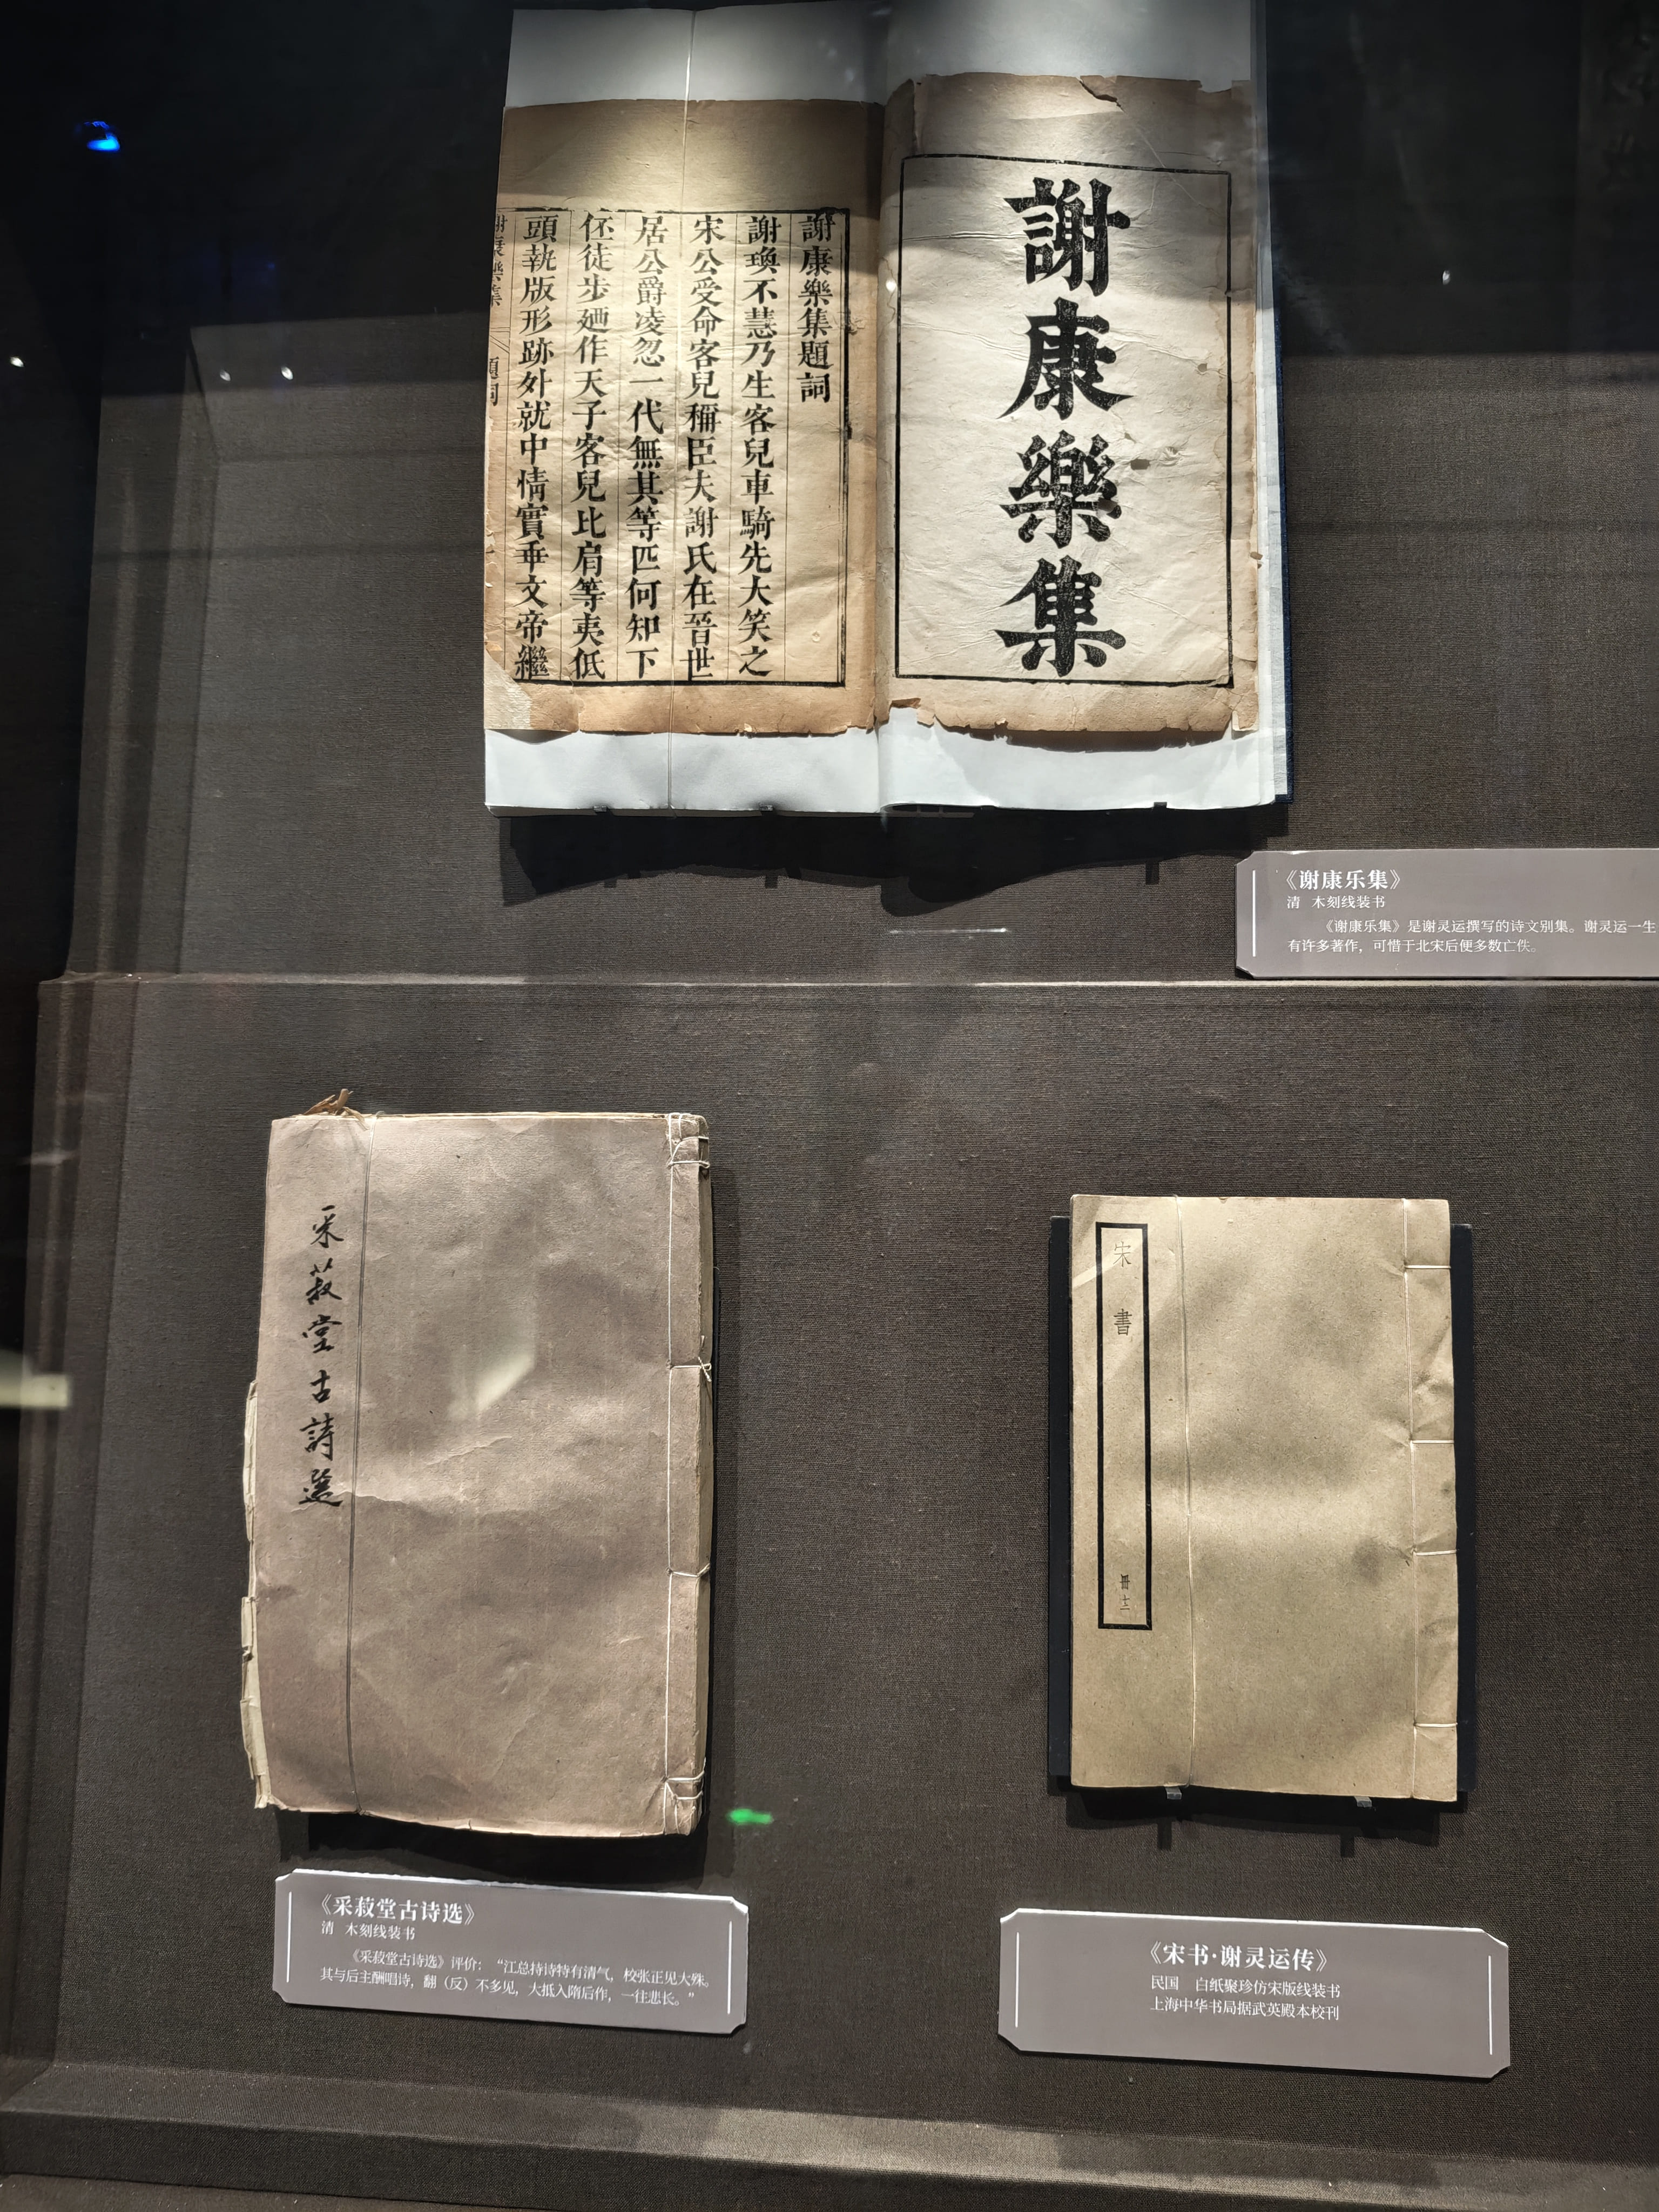 謝康樂集
謝康樂集題詞
謝瑍不慧乃生客兒車騎先大笑之
宋公受命客兒稱臣夫謝氏在晉世
居公爵凌忽一代無其等匹何知下
伾徒步廼作天子客兒比肩等夷低
頭執版形跡外就中情實乖文帝繼
謝康樂集 題詞
《谢康乐集》
清 木刻线装书
《谢康乐集》是谢灵运撰写的诗文别集。谢灵运一生
有许多著作，可惜于北宋后便多数亡佚。
采菽堂古詩選
宋書
冊十二
《采菽堂古诗选》
清 木刻线装书
《采菽堂古诗选》评价：“江总持诗特有清气，校张正见大殊。
其与后主酬唱诗，翻（反）不多见，大抵入隋后作，一往悲长。”
《宋书·谢灵运传》
民国 白纸聚珍仿宋版线装书
上海中华书局据武英殿本校刊